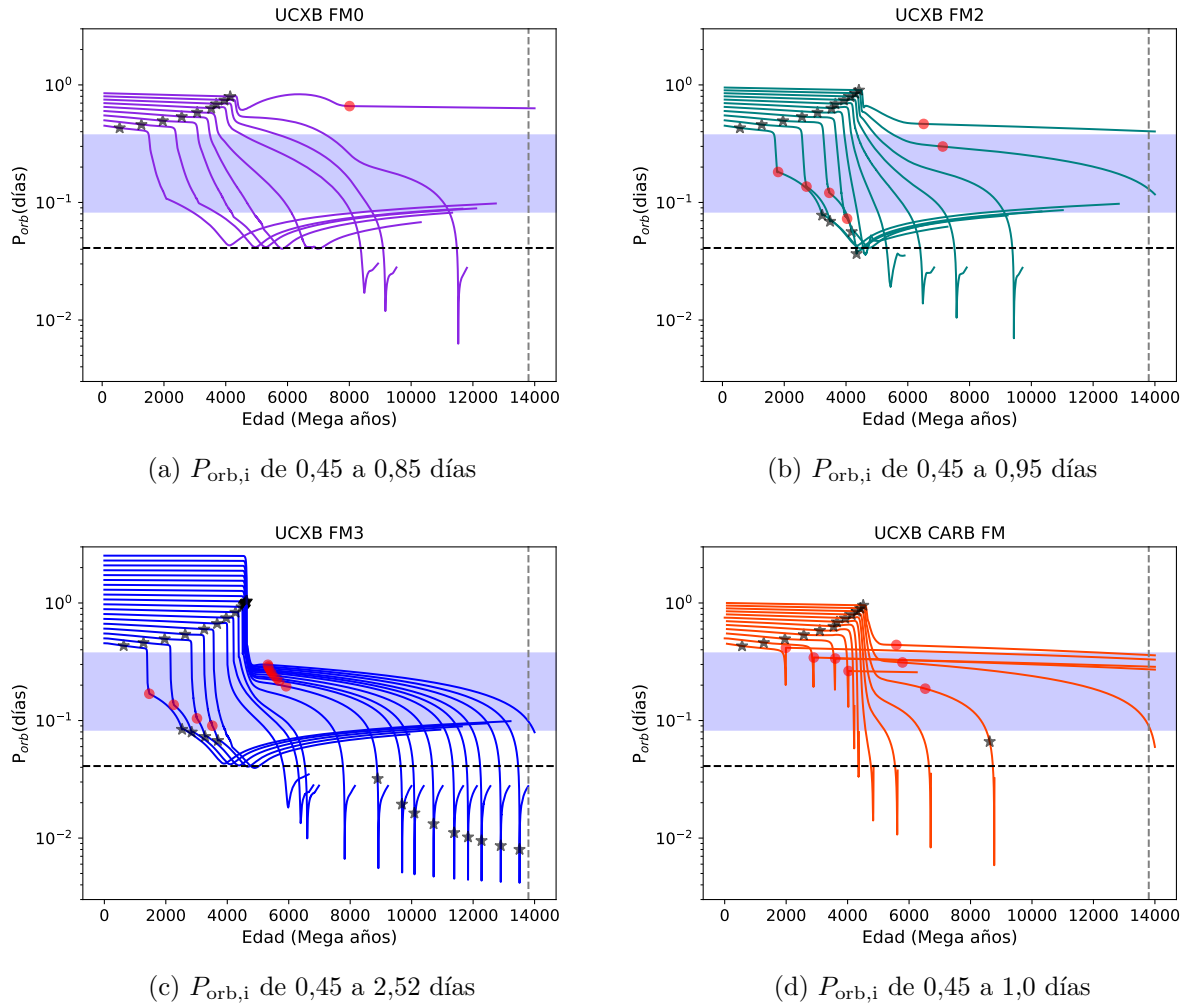 UCXB FM0
P_orb(días)
10^0
10^-1
10^-2
0 2000 4000 6000 8000 10000 12000 14000
Edad (Mega años)
(a) P_orb,i de 0,45 a 0,85 días
UCXB FM2
P_orb(días)
10^0
10^-1
10^-2
0 2000 4000 6000 8000 10000 12000 14000
Edad (Mega años)
(b) P_orb,i de 0,45 a 0,95 días
UCXB FM3
P_orb(días)
10^0
10^-1
10^-2
0 2000 4000 6000 8000 10000 12000 14000
Edad (Mega años)
(c) P_orb,i de 0,45 a 2,52 días
UCXB CARB FM
P_orb(días)
10^0
10^-1
10^-2
0 2000 4000 6000 8000 10000 12000 14000
Edad (Mega años)
(d) P_orb,i de 0,45 a 1,0 días